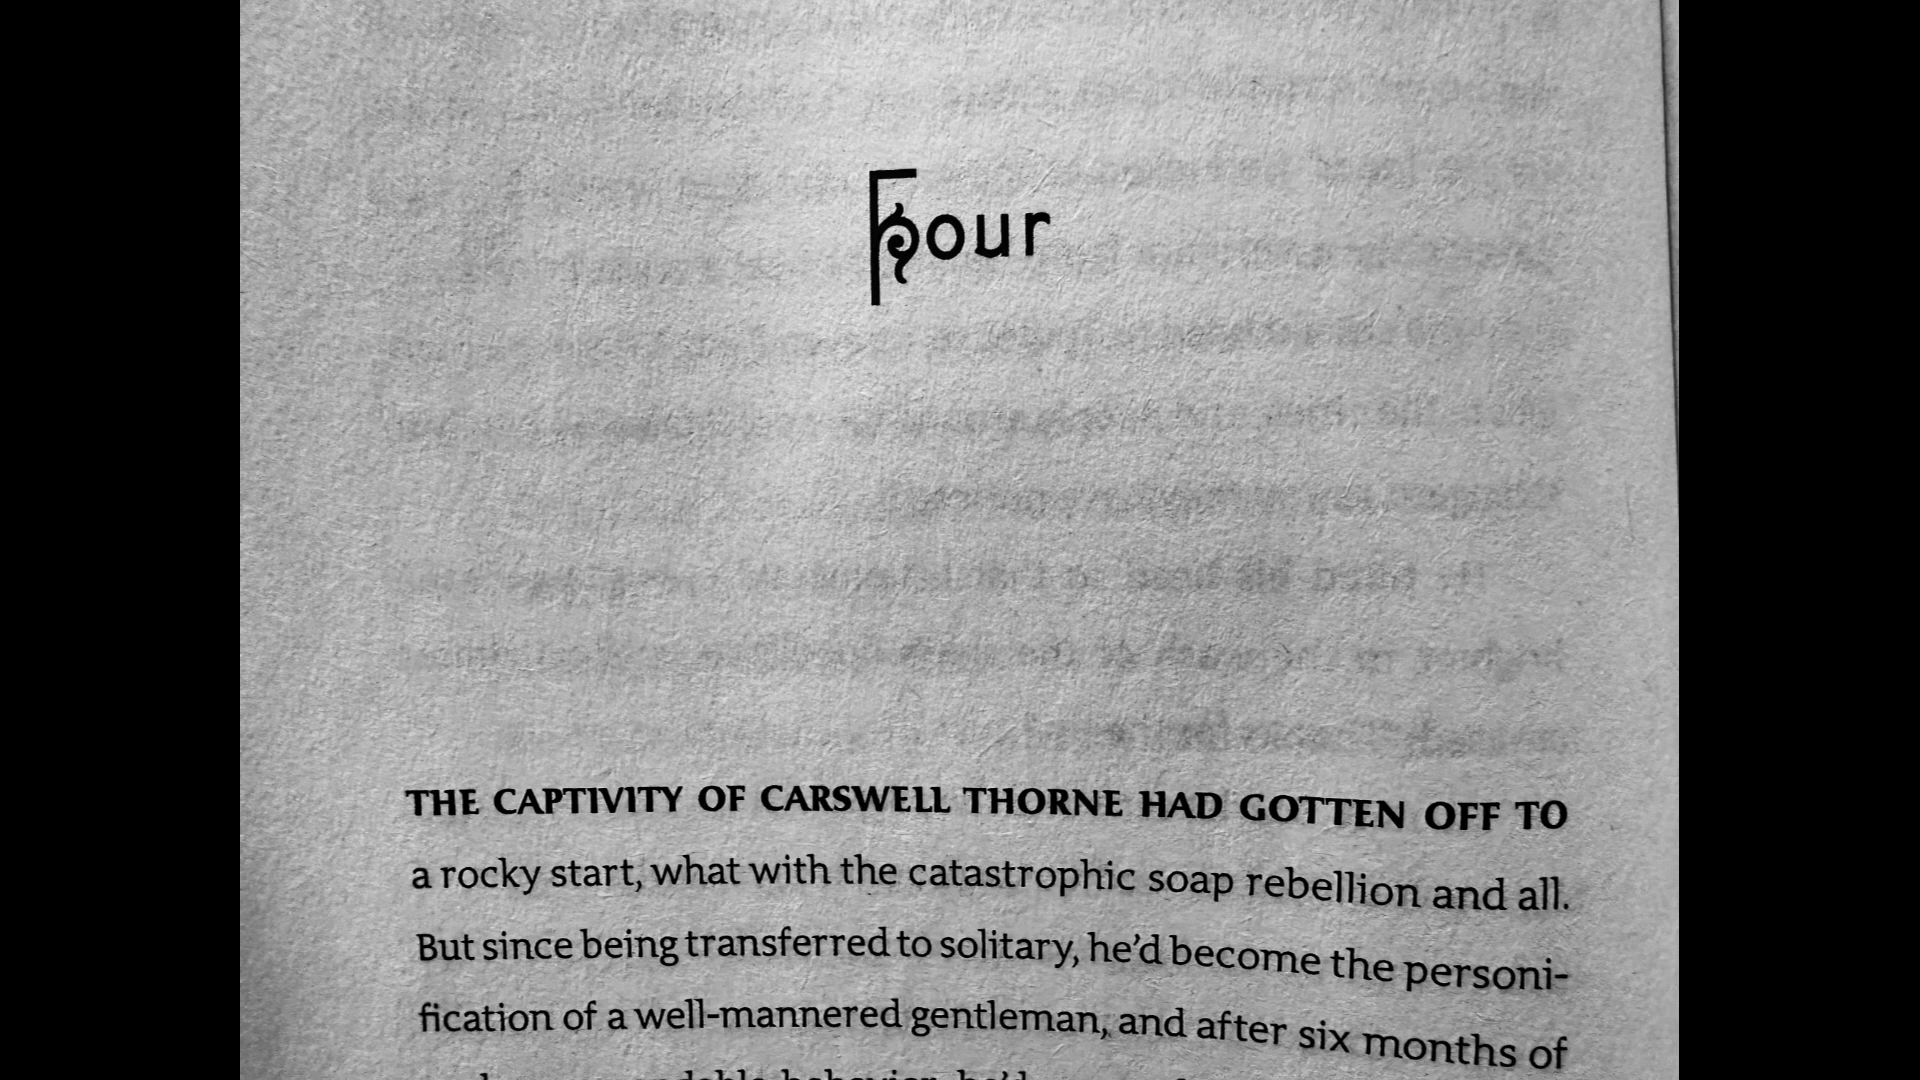 Four
THE CAPTIVITY OF CARSWELL THORNE HAD GOTTEN OFF TO
a rocky start, what with the catastrophic soap rebellion and all.
But since being transferred to solitary, he’d become the personi-
fication of a well-mannered gentleman, and after six months of
behavior, he’d